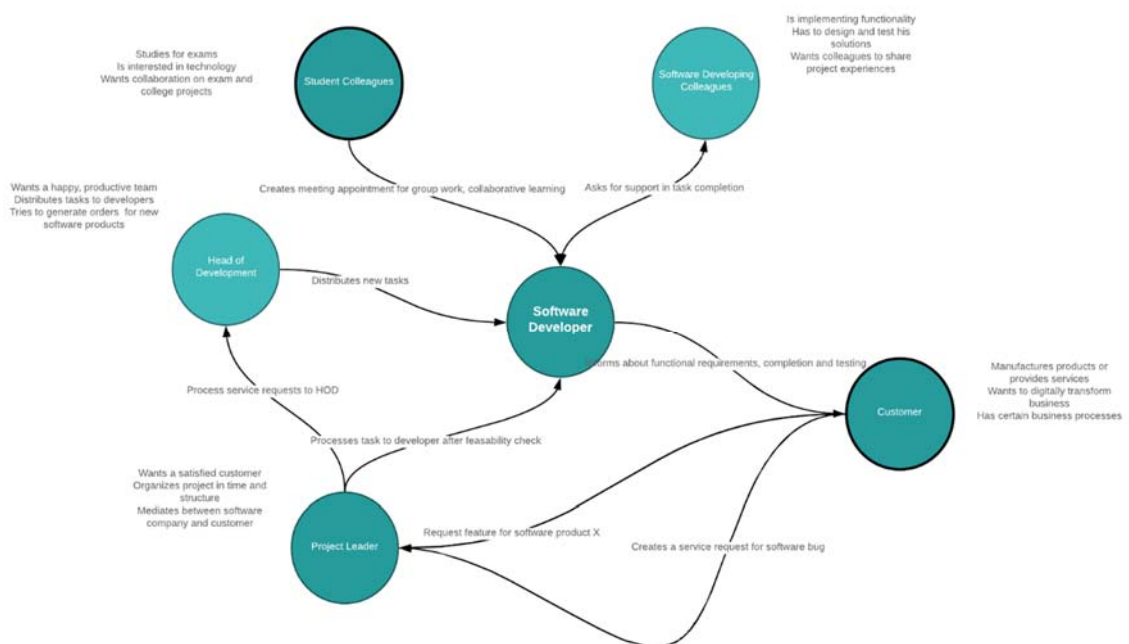 Studies for exams
Is interested in technology
Wants collaboration on exam and
college projects
Student Colleagues
Software Developing
Colleagues
Is implementing functionality
Has to design and test his
solutions
Wants colleagues to share
project experiences
Creates meeting appointment for group work, collaborative learning
Asks for support in task completion
Wants a happy, productive team
Distributes tasks to developers
Tries to generate orders for new
software products
Head of
Development
Distributes new tasks
Software
Developer
about functional requirements, completion and testing
Manufactures products or
provides services
Wants to digitally transform
business
Has certain business processes
Customer
Process service requests to HOD
Processes task to developer after feasability check
Wants a satisfied customer
Organizes project in time and
structure
Mediates between software
company and customer
Project Leader
Request feature for software product X
Creates a service request for software bug